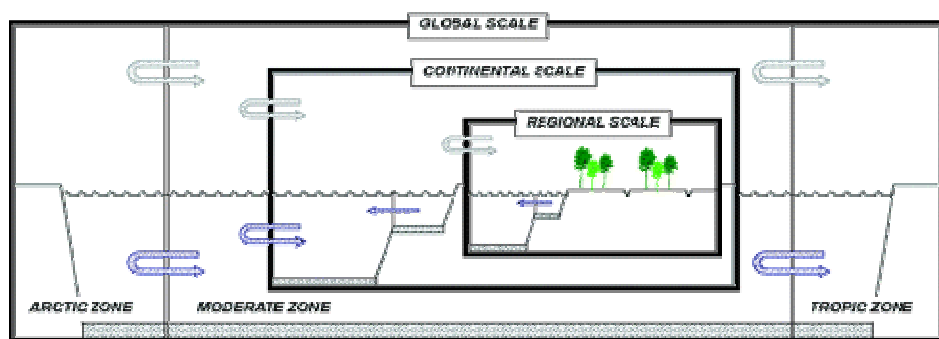 GLOBAL SCALE
CONTINENTAL SCALE
REGIONAL SCALE
ARCTIC ZONE
MODERATE ZONE
TROPIC ZONE